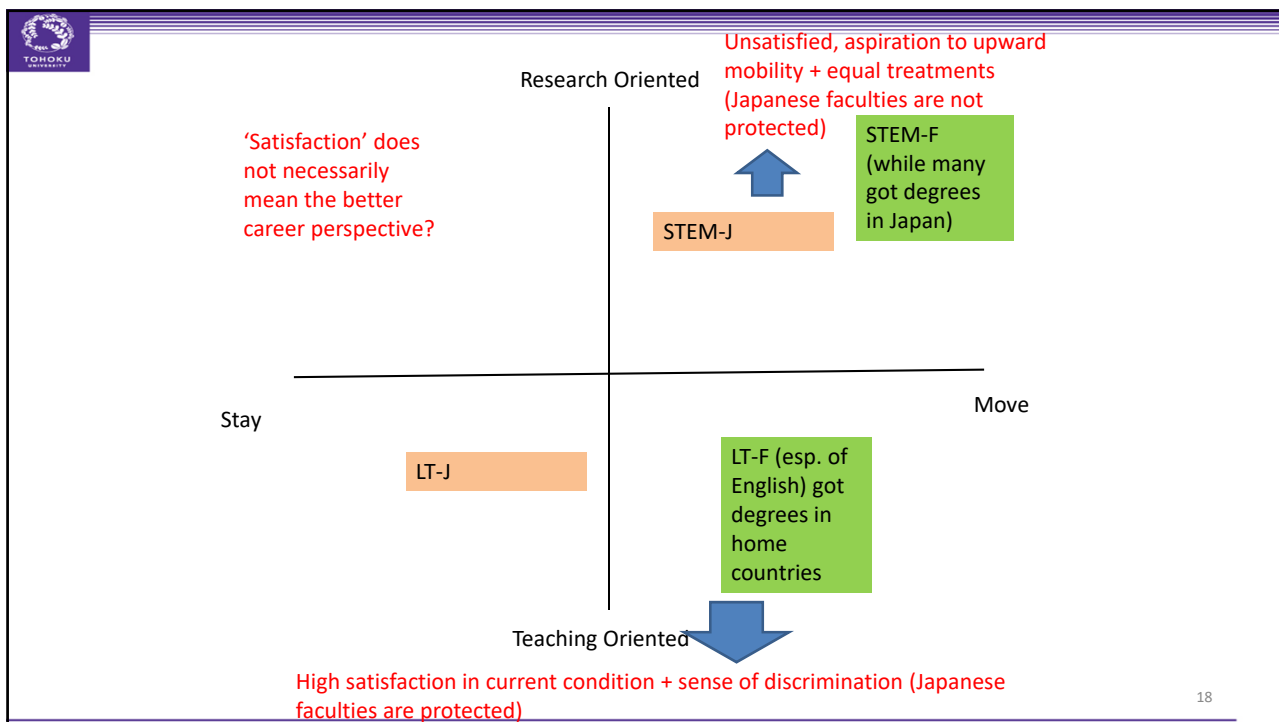 TOHOKU
UNIVERSITY
Unsatisfied, aspiration to upward
mobility + equal treatments
(Japanese faculties are not
protected)
Research Oriented
‘Satisfaction’ does
not necessarily
mean the better
career perspective?
STEM-F
(while many
got degrees
in Japan)
STEM-J
Stay
Move
LT-J
LT-F (esp. of
English) got
degrees in
home
countries
Teaching Oriented
High satisfaction in current condition + sense of discrimination (Japanese
faculties are protected)
18